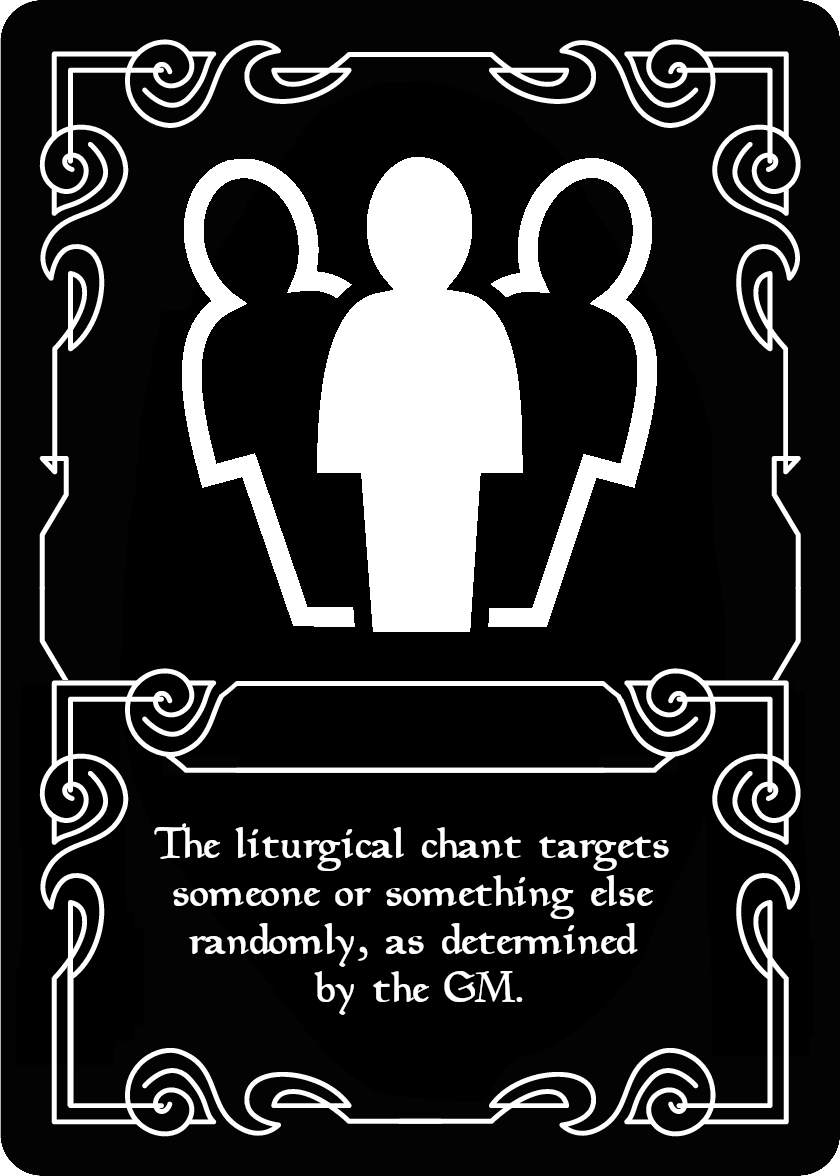 The liturgical chant targets
someone or something else
randomly, as determined
by the GM.